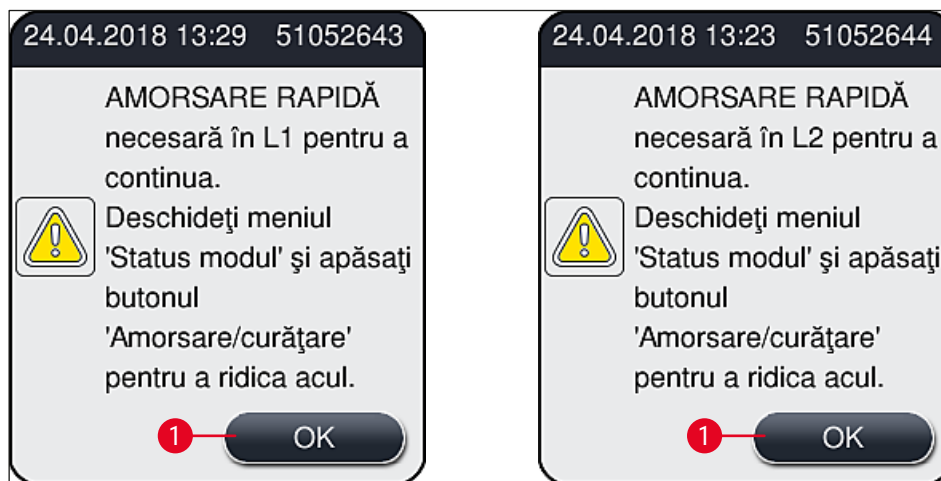 24.04.2018 13:29 51052643
AMORSARE RAPIDĂ
necesară în L1 pentru a
continua.
Deschideţi meniul
'Status modul' şi apăsaţi
butonul
'Amorsare/curăţare'
pentru a ridica acul.
1
OK
24.04.2018 13:23 51052644
AMORSARE RAPIDĂ
necesară în L2 pentru a
continua.
Deschideţi meniul
'Status modul' şi apăsaţi
butonul
'Amorsare/curăţare'
pentru a ridica acul.
1
OK